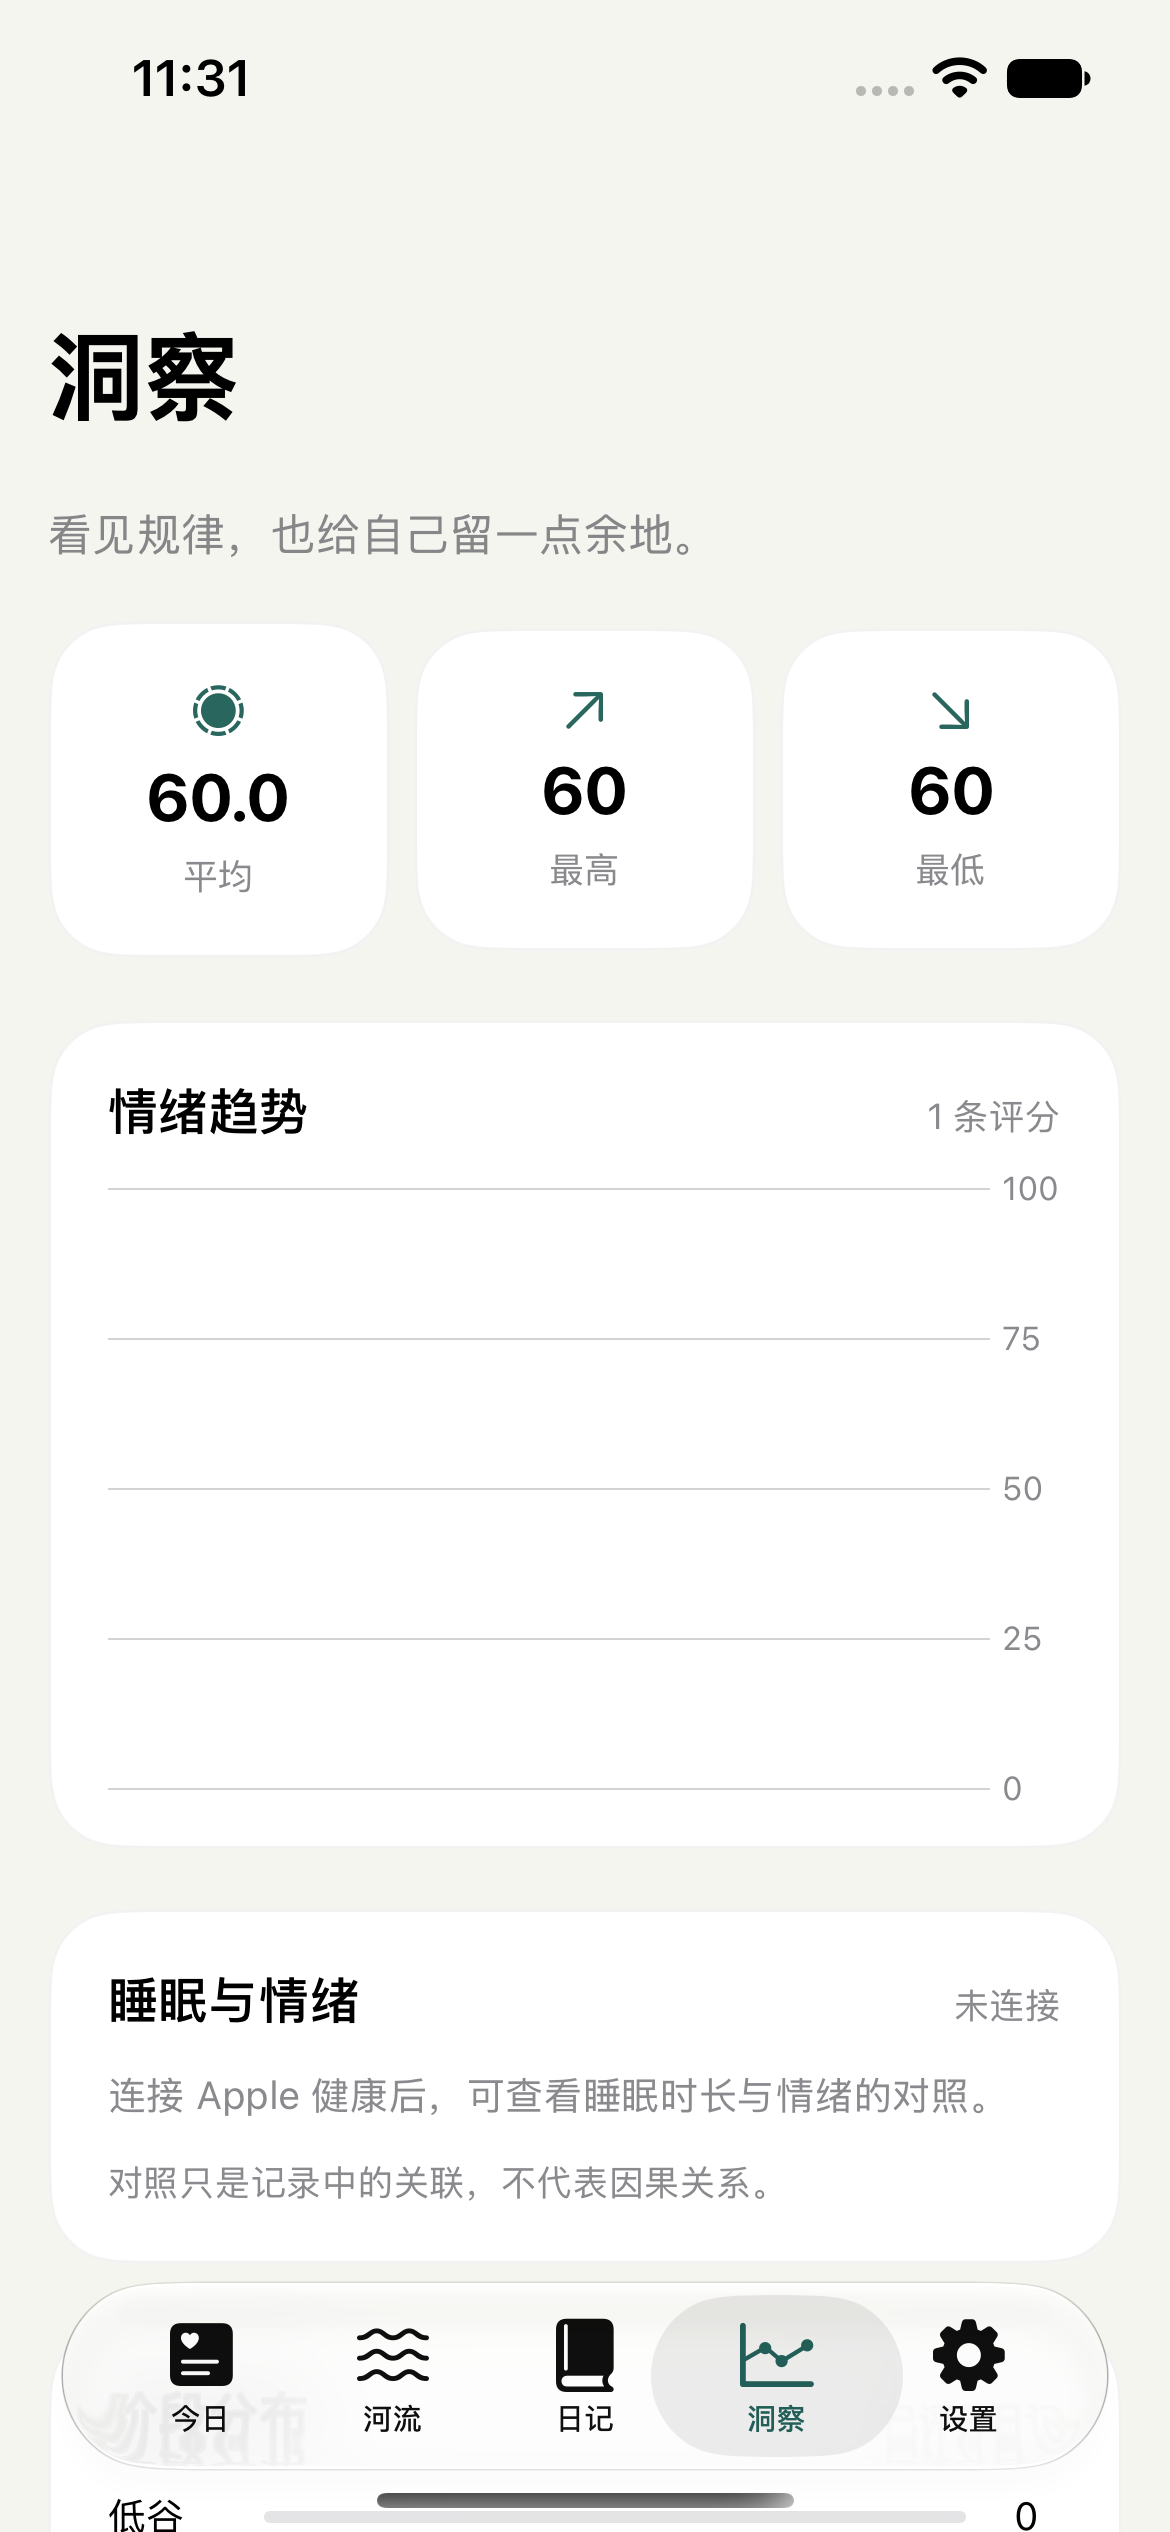 11:31
洞察
看见规律，也给自己留一点余地。
60.0
平均
60
最高
60
最低
情绪趋势
1 条评分
100
75
50
25
0
睡眠与情绪
未连接
连接 Apple 健康后，可查看睡眠时长与情绪的对照。
对照只是记录中的关联，不代表因果关系。
阶段分布
今日
河流
日记
洞察
设置
低谷
0